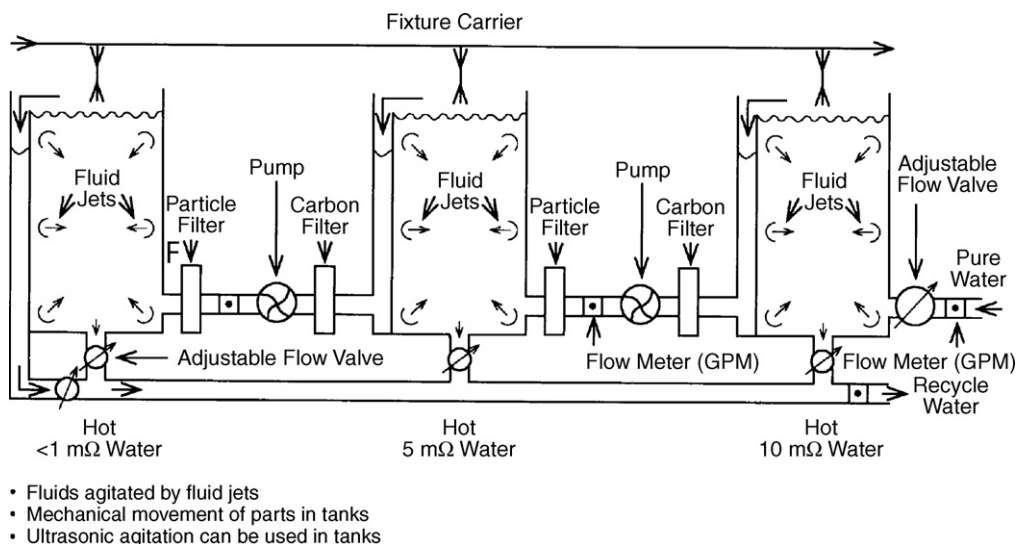 Fixture Carrier
Fluid
Jets
Particle
Filter
F
Pump
Carbon
Filter
Fluid
Jets
Particle
Filter
Pump
Carbon
Filter
Fluid
Jets
Adjustable
Flow Valve
Pure
Water
Adjustable Flow Valve
Flow Meter (GPM)
Flow Meter (GPM)
Recycle
Water
Hot
<1 mΩ Water
Hot
5 mΩ Water
Hot
10 mΩ Water
• Fluids agitated by fluid jets
• Mechanical movement of parts in tanks
• Ultrasonic agitation can be used in tanks